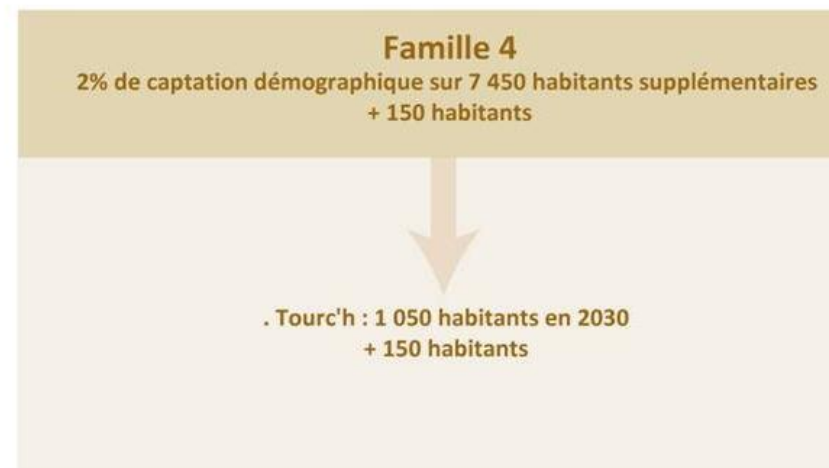 Famille 4
2% de captation démographique sur 7 450 habitants supplémentaires
+ 150 habitants
. Tourc'h : 1 050 habitants en 2030
+ 150 habitants